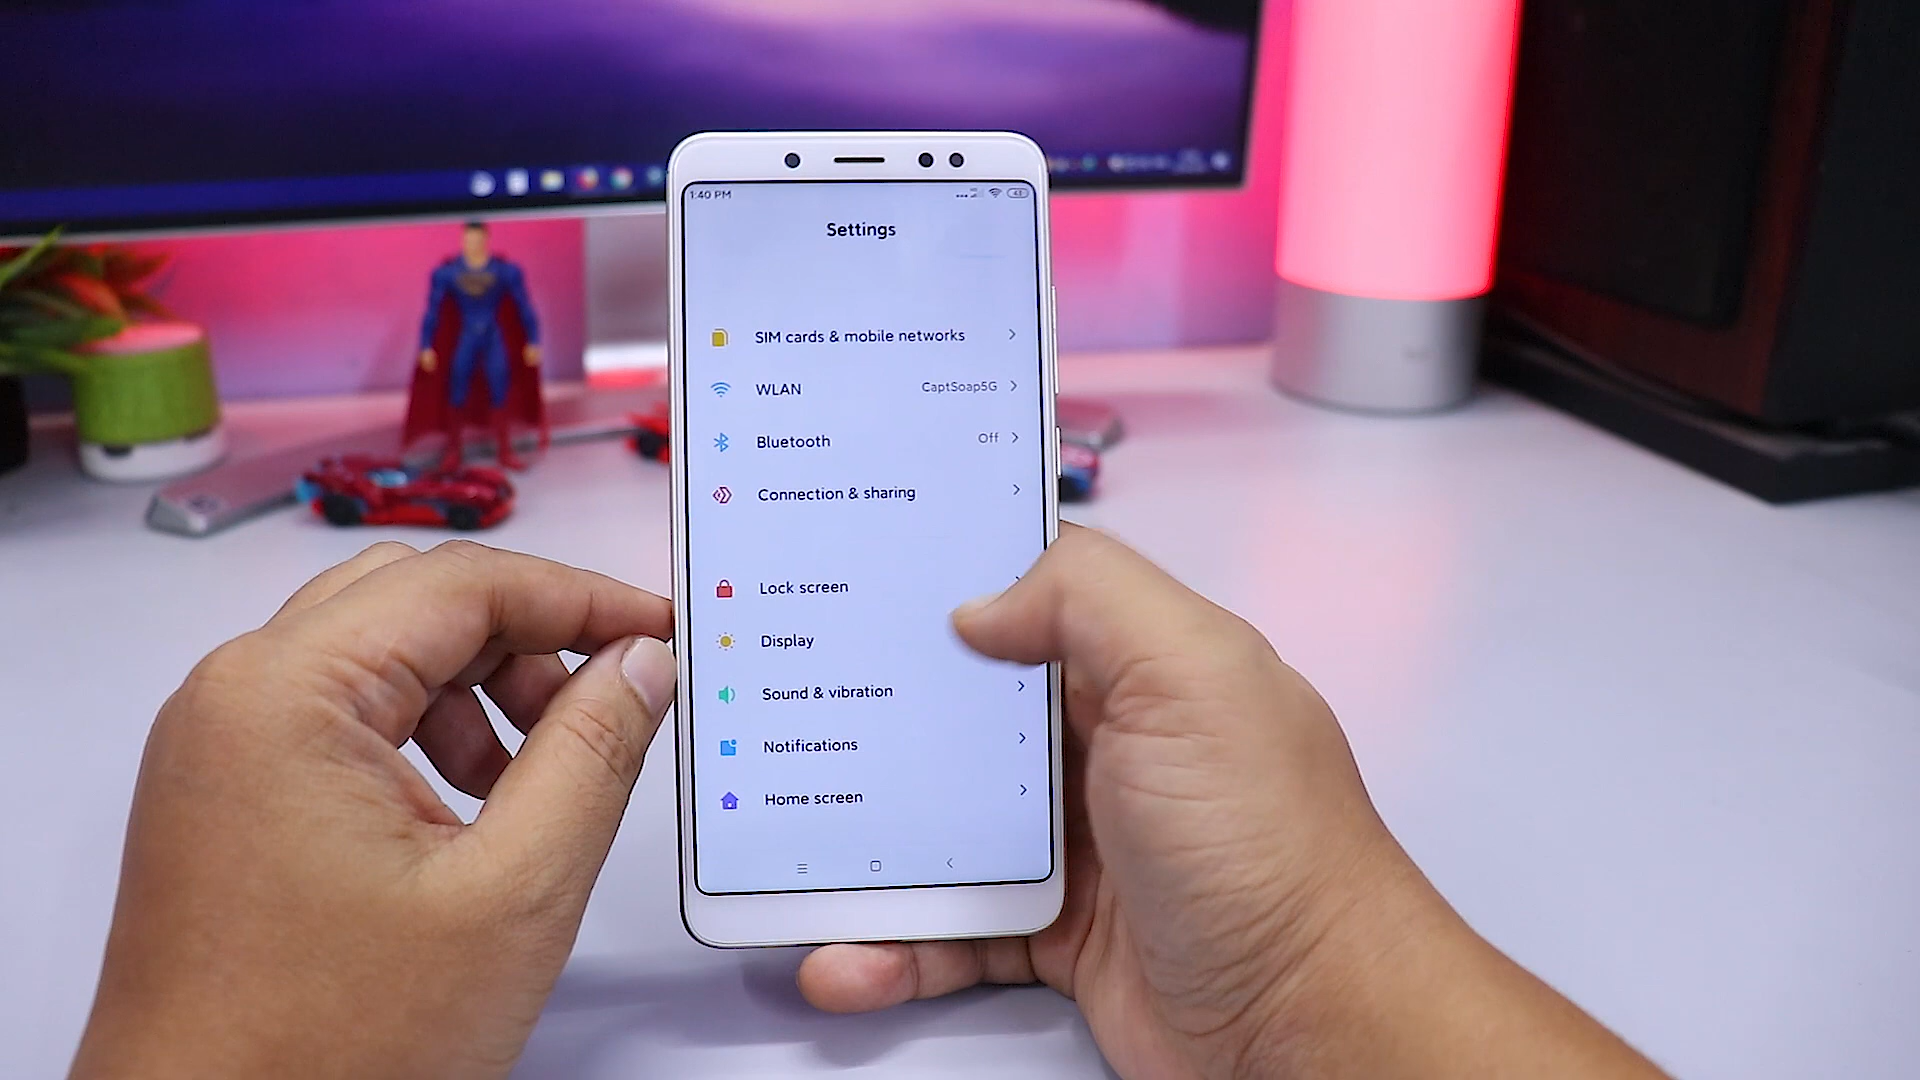 1:40 PM
43
Settings
SIM cards & mobile networks
WLAN CaptSoap5G
Bluetooth Off
Connection & sharing
Lock screen
Display
Sound & vibration
Notifications
Home screen